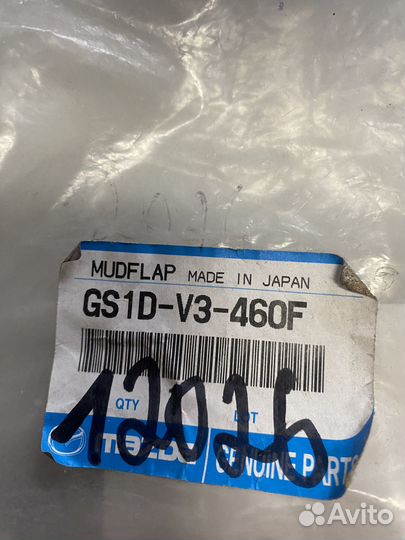 MUDFLAP MADE IN JAPAN
GS1D-V3-460F
QTY LOT
12026
mazda GENUINE PARTS
Avito